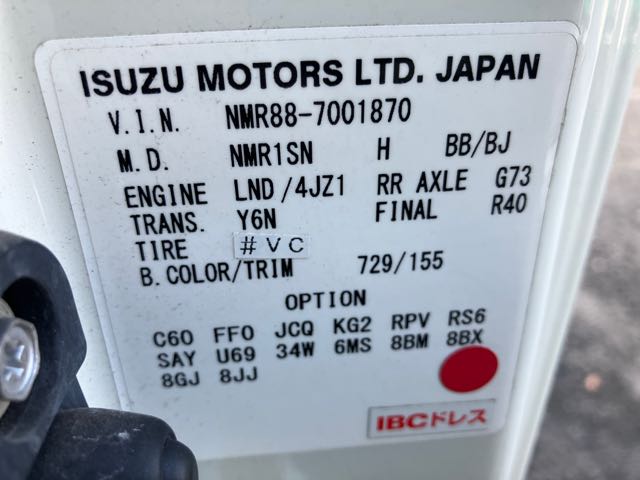 ISUZU MOTORS LTD. JAPAN
V.I.N. NMR88-7001870
M.D. NMR1SN H BB/BJ
ENGINE LND/4JZ1 RR AXLE G73
TRANS. Y6N FINAL R40
TIRE #VC
B.COLOR/TRIM 729/155
OPTION
C60 FF0 JCQ KG2 RPV RS6
SAY U69 34W 6MS 8BM 8BX
8GJ 8JJ
IBCドレス